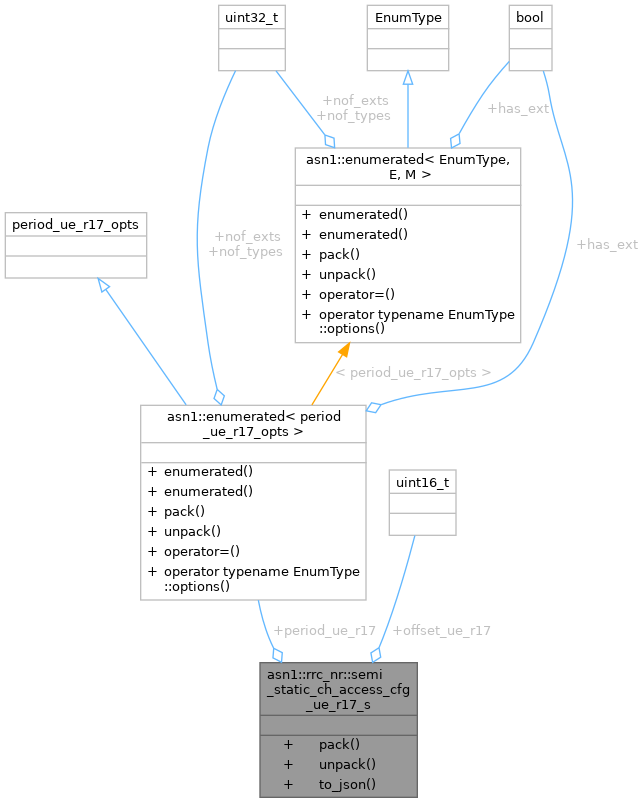 uint32_t
EnumType
bool
+nof_exts
+nof_types
+has_ext
asn1::enumerated< EnumType,
E, M >
+ enumerated()
+ enumerated()
+ pack()
+ unpack()
+ operator=()
+ operator typename EnumType
::options()
period_ue_r17_opts
+nof_exts
+nof_types
+has_ext
< period_ue_r17_opts >
asn1::enumerated< period
_ue_r17_opts >
+ enumerated()
+ enumerated()
+ pack()
+ unpack()
+ operator=()
+ operator typename EnumType
::options()
uint16_t
+period_ue_r17
+offset_ue_r17
asn1::rrc_nr::semi
_static_ch_access_cfg
_ue_r17_s
+ pack()
+ unpack()
+ to_json()